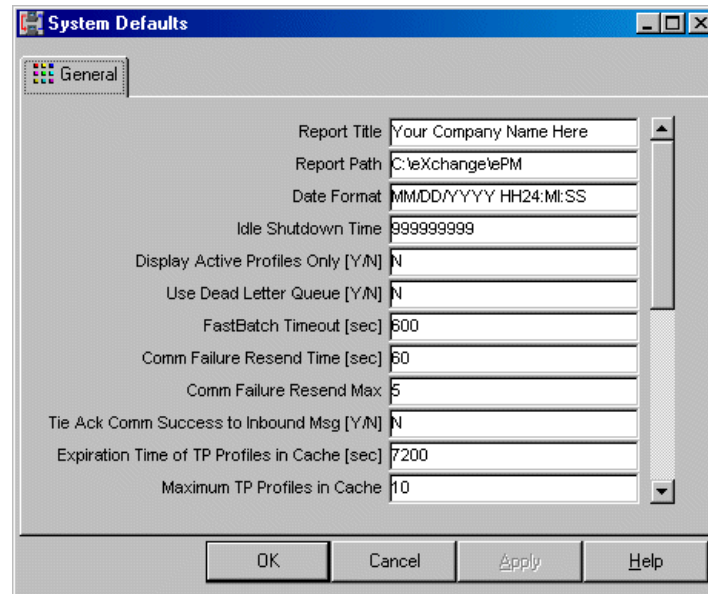 System Defaults
General
Report Title Your Company Name Here
Report Path C:\eXchange\ePM
Date Format MM/DD/YYYY HH24:MI:SS
Idle Shutdown Time 999999999
Display Active Profiles Only [Y/N] N
Use Dead Letter Queue [Y/N] N
FastBatch Timeout [sec] 600
Comm Failure Resend Time [sec] 60
Comm Failure Resend Max 5
Tie Ack Comm Success to Inbound Msg [Y/N] N
Expiration Time of TP Profiles in Cache [sec] 7200
Maximum TP Profiles in Cache 10
OK Cancel Apply Help